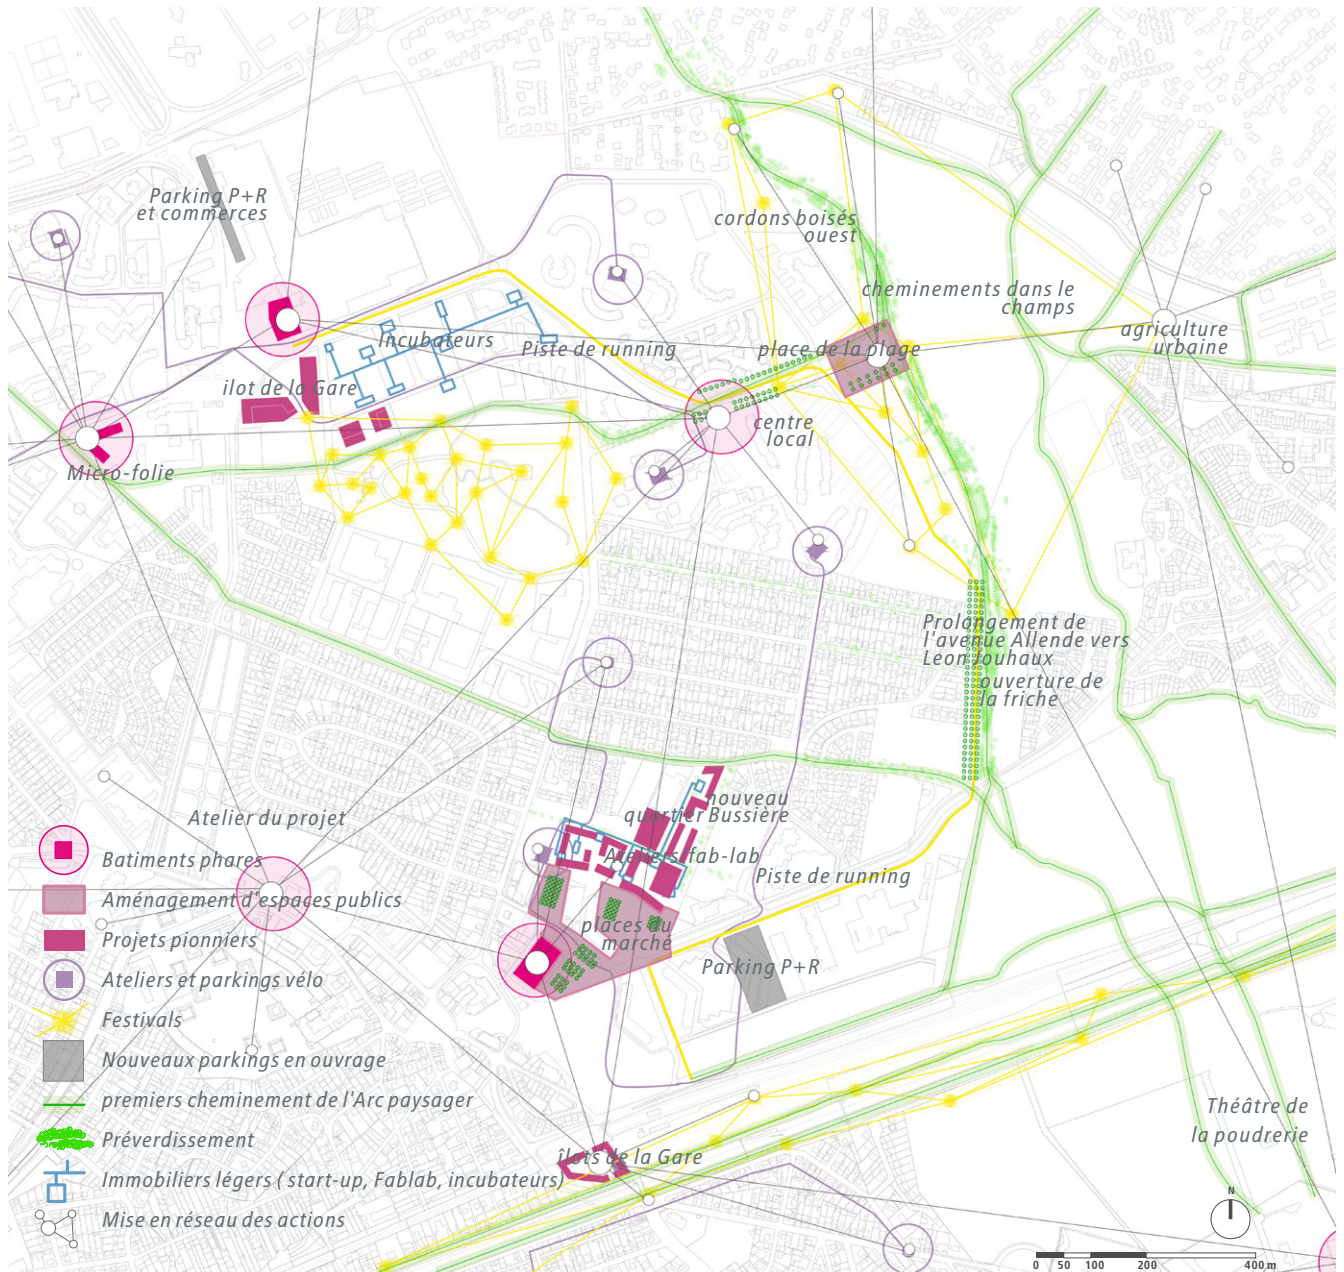 Parking P+R
et commerces
cordons boisés
ouest
cheminements dans le
champs
agriculture
urbaine
Incubateurs
Piste de running
place de la plage
ilot de la Gare
centre
local
Micro-folie
Prolongement de
l'avenue Allende vers
Leon Jouhaux
ouverture de
la friche
nouveau
quartier Bussière
Atelier du projet
Ateliers fab-lab
Piste de running
places du
marché
Parking P+R
Batiments phares
Aménagement d'espaces publics
Projets pionniers
Ateliers et parkings vélo
Festivals
Nouveaux parkings en ouvrage
premiers cheminement de l'Arc paysager
Préverdissement
Immobiliers légers ( start-up, Fablab, incubateurs)
Mise en réseau des actions
îlots de la Gare
Théâtre de
la poudrerie
N
0 50 100 200 400 m